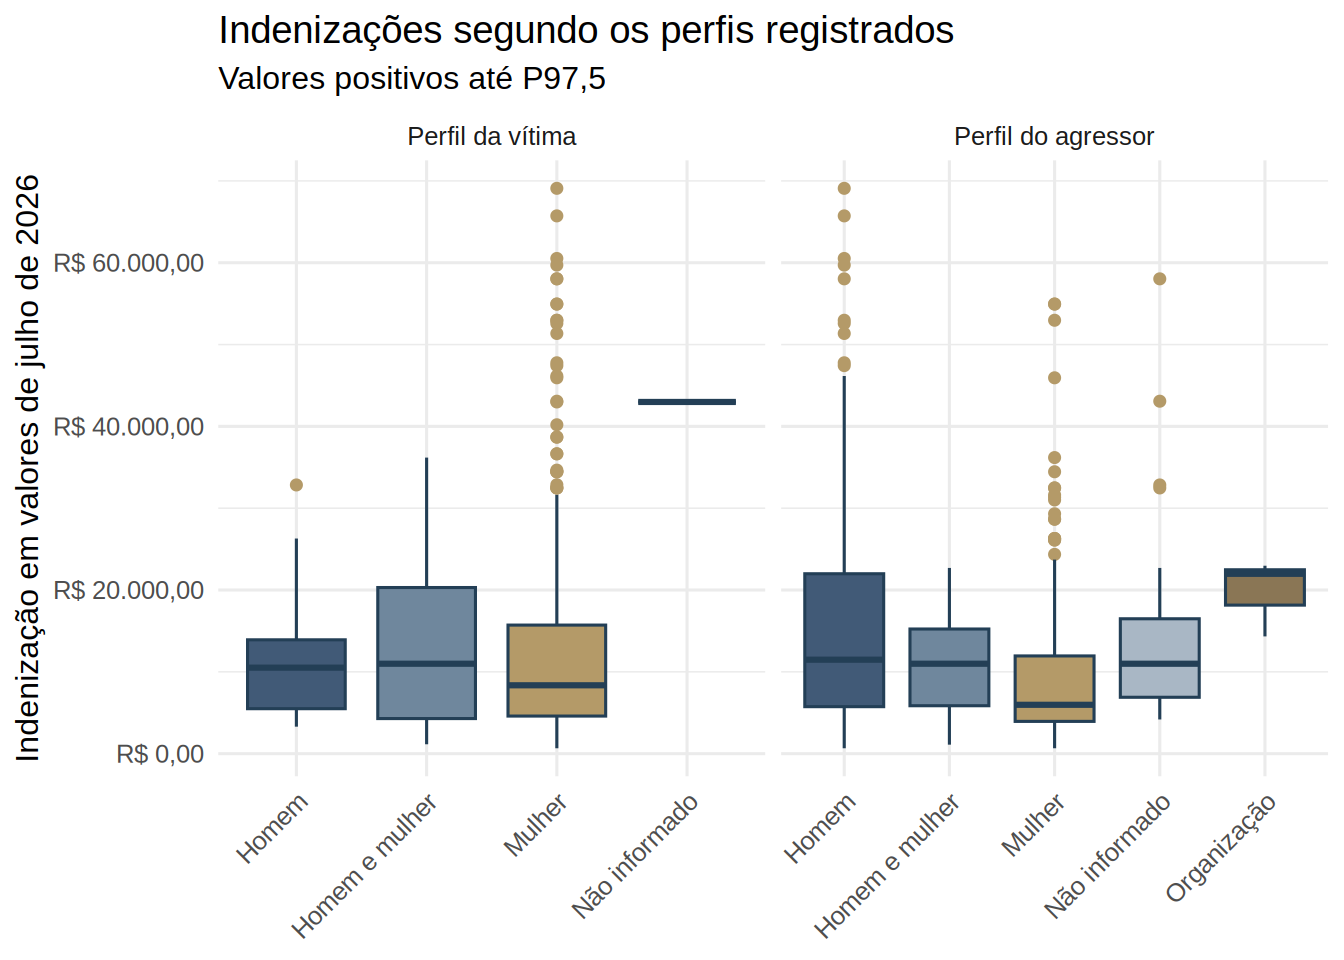 Indenizações segundo os perfis registrados
Valores positivos até P97,5
Perfil da vítima
Perfil do agressor
Indenização em valores de julho de 2026
R$ 60.000,00
R$ 40.000,00
R$ 20.000,00
R$ 0,00
Homem
Homem e mulher
Mulher
Não informado
Homem
Homem e mulher
Mulher
Não informado
Organização